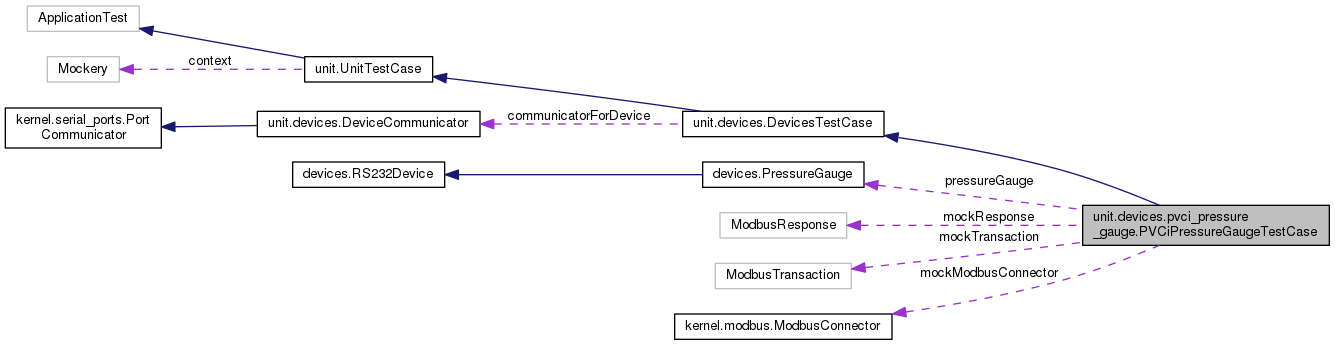 ApplicationTest
Mockery
context
unit.UnitTestCase
kernel.serial_ports.Port
Communicator
unit.devices.DeviceCommunicator
communicatorForDevice
unit.devices.DevicesTestCase
devices.RS232Device
devices.PressureGauge
pressureGauge
ModbusResponse
mockResponse
unit.devices.pvci_pressure
_gauge.PVCiPressureGaugeTestCase
mockTransaction
ModbusTransaction
mockModbusConnector
kernel.modbus.ModbusConnector